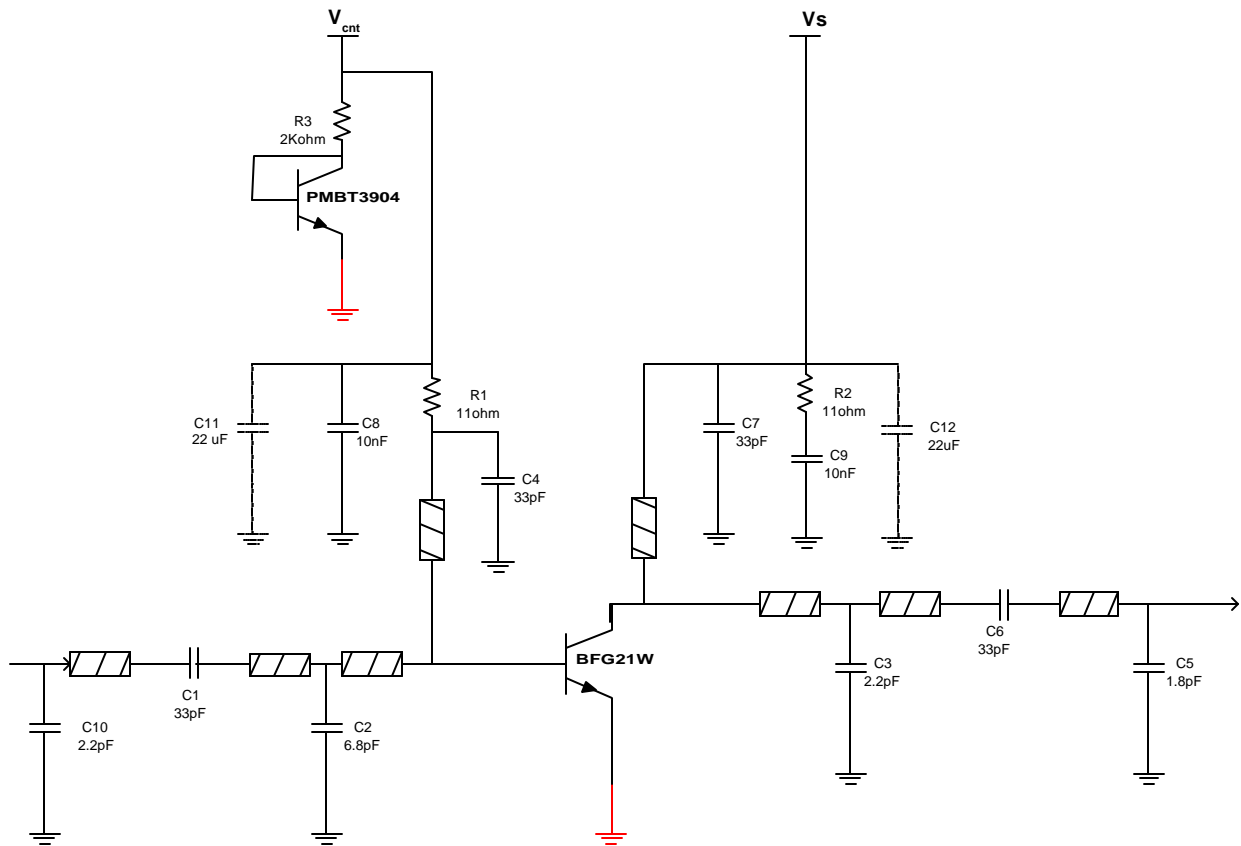 Vcnt
Vs
R3
2Kohm
PMBT3904
R1
11ohm
R2
11ohm
C11
22 uF
C8
10nF
C7
33pF
C12
22uF
C4
33pF
C9
10nF
BFG21W
C6
33pF
C3
2.2pF
C5
1.8pF
C1
33pF
C10
2.2pF
C2
6.8pF